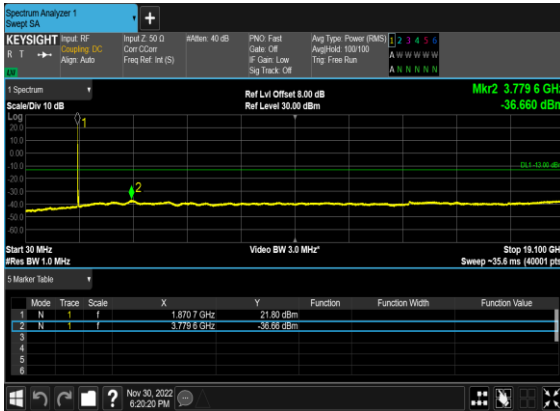 Spectrum Analyzer 1
Swept SA
+
KEYSIGHT
R T
LXI
Input: RF
Coupling: DC
Align: Auto
Input Z: 50 Ω
Corr CCorr
Freq Ref: Int (S)
#Atten: 40 dB
PNO: Fast
Gate: Off
IF Gain: Low
Sig Track: Off
Avg Type: Power (RMS)
Avg|Hold: 100/100
Trig: Free Run
1 2 3 4 5 6
A W W W W W
A N N N N N
1 Spectrum
Scale/Div 10 dB
Log
Ref Lvl Offset 8.00 dB
Ref Level 30.00 dBm
Mkr2 3.779 6 GHz
-36.660 dBm
20.0
10.0
0.00
-10.0
-20.0
-30.0
-40.0
-50.0
-60.0
1
2
DL1 -13.00 dBm
Start 30 MHz
#Res BW 1.0 MHz
Video BW 3.0 MHz*
Stop 19.100 GHz
Sweep ~35.6 ms (40001 pts)
5 Marker Table
Mode Trace Scale X Y Function Function Width Function Value
1 N 1 f 1.870 7 GHz 21.80 dBm
2 N 1 f 3.779 6 GHz -36.66 dBm
3
4
5
6
?
Nov 30, 2022
6:20:20 PM